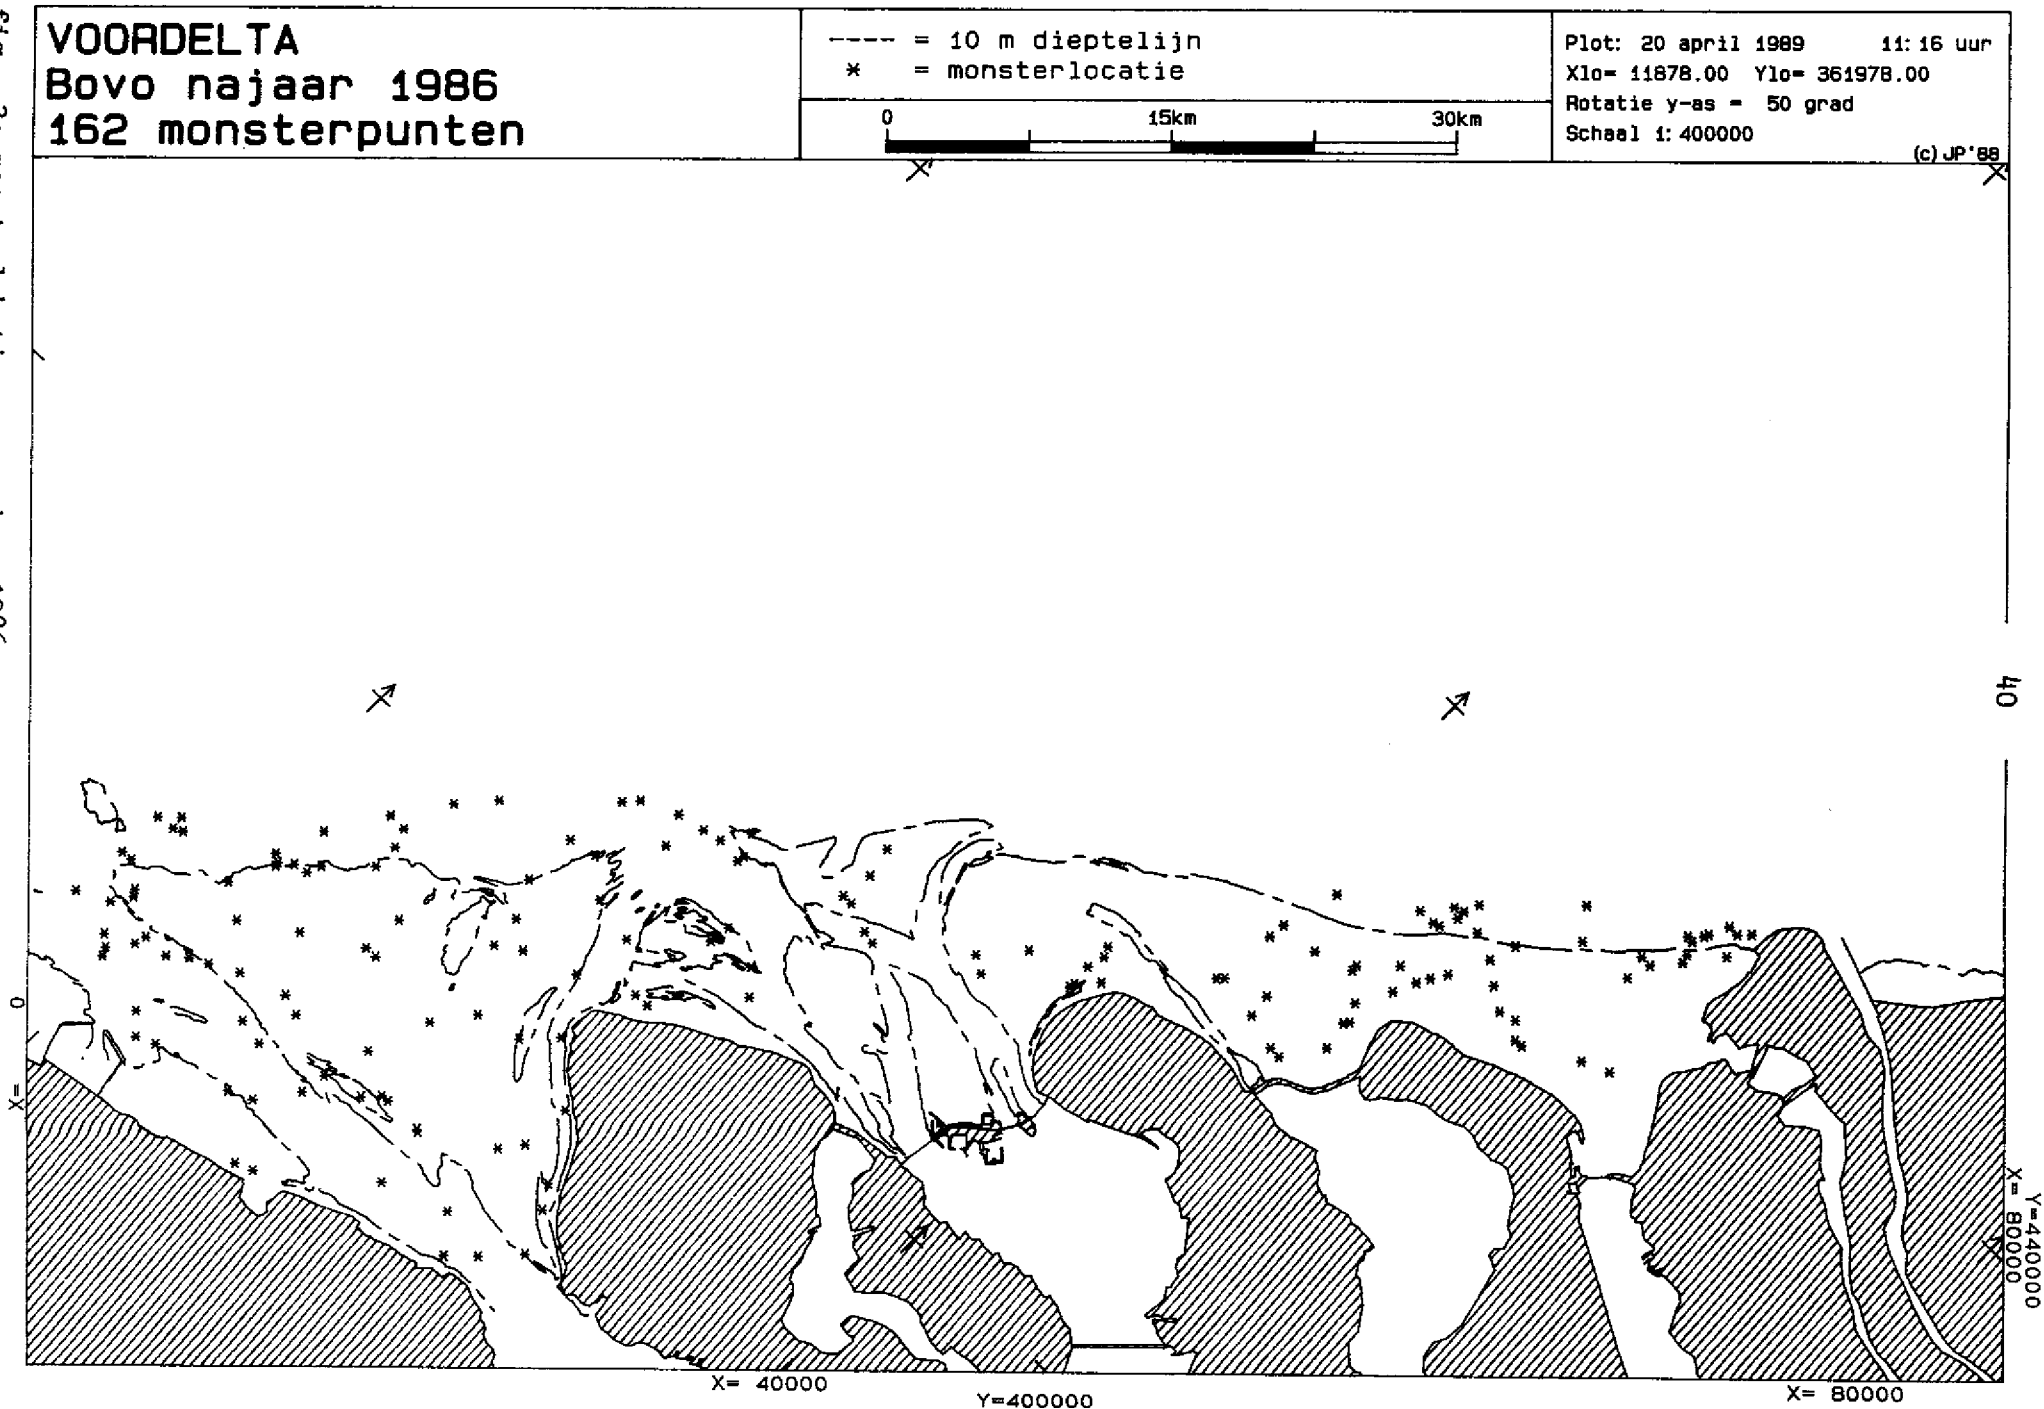 VOORDELTA
Bovo najaar 1986
162 monsterpunten
---- = 10 m dieptelijn
* = monsterlocatie
0 15km 30km
Plot: 20 april 1989 11:16 uur
Xlo= 11878.00 Ylo= 361978.00
Rotatie y-as = 50 grad
Schaal 1:400000
(c) JP'88
40
X= 0
X= 40000
Y=400000
X= 80000
X= 80000
Y=440000